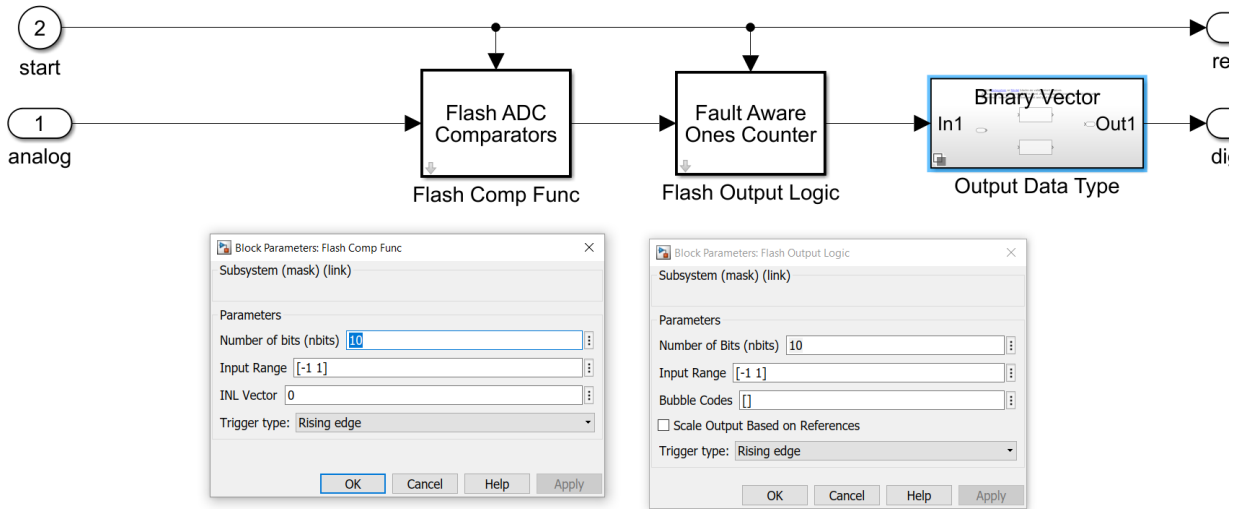 2
start
re
1
analog
Flash ADC
Comparators
Flash Comp Func
Fault Aware
Ones Counter
Flash Output Logic
Binary Vector
In1
Out1
Output Data Type
di
Block Parameters: Flash Comp Func
Subsystem (mask) (link)
Parameters
Number of bits (nbits) 10
Input Range [-1 1]
INL Vector 0
Trigger type: Rising edge
OK Cancel Help Apply
Block Parameters: Flash Output Logic
Subsystem (mask) (link)
Parameters
Number of Bits (nbits) 10
Input Range [-1 1]
Bubble Codes []
Scale Output Based on References
Trigger type: Rising edge
OK Cancel Help Apply